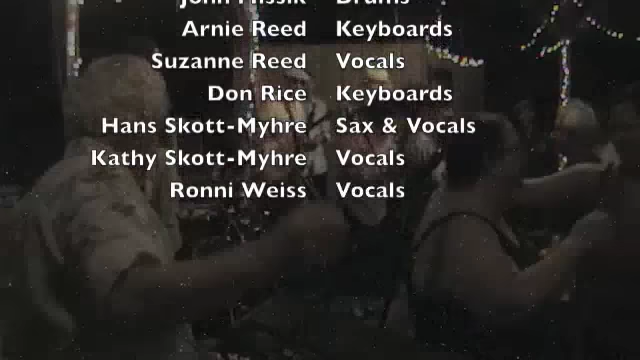 Arnie Reed Keyboards
Suzanne Reed Vocals
Don Rice Keyboards
Hans Skott-Myhre Sax & Vocals
Kathy Skott-Myhre Vocals
Ronni Weiss Vocals